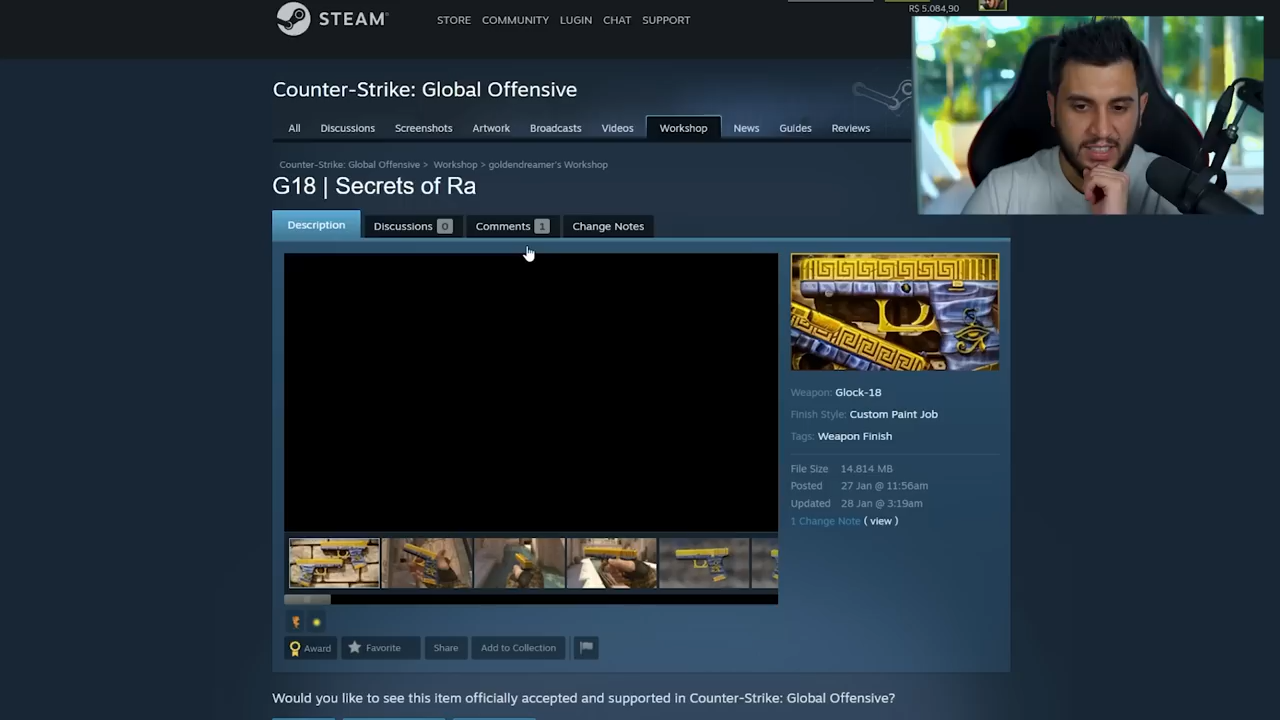 R$ 5.084,90
STEAM
STORE COMMUNITY LUGIN CHAT SUPPORT
Counter-Strike: Global Offensive
All Discussions Screenshots Artwork Broadcasts Videos Workshop News Guides Reviews
Counter-Strike: Global Offensive > Workshop > goldendreamer's Workshop
G18 | Secrets of Ra
Description Discussions 0 Comments 1 Change Notes
Weapon: Glock-18
Finish Style: Custom Paint Job
Tags: Weapon Finish
File Size 14.814 MB
Posted 27 Jan @ 11:56am
Updated 28 Jan @ 3:19am
1 Change Note ( view )
Award Favorite Share Add to Collection
Would you like to see this item officially accepted and supported in Counter-Strike: Global Offensive?